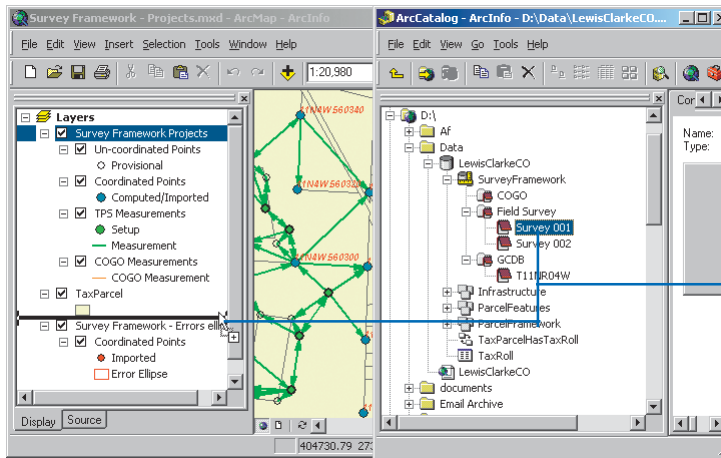 Survey Framework - Projects.mxd - ArcMap - ArcInfo
File Edit View Insert Selection Tools Window Help
1:20,980
Layers
Survey Framework Projects
Un-coordinated Points
Provisional
Coordinated Points
Computed/Imported
TPS Measurements
Setup
Measurement
COGO Measurements
COGO Measurement
TaxParcel
Survey Framework - Errors elli
Coordinated Points
Imported
Error Ellipse
Display Source
1N4W560340
1N4W560300
404730.79
ArcCatalog - ArcInfo - D:\Data\LewisClarkeCO....
File Edit View Go Tools Help
D:\
Af
Data
LewisClarkeCO
SurveyFramework
COGO
Field Survey
Survey 001
Survey 002
GCDB
T11NR04W
Infrastructure
ParcelFeatures
ParcelFramework
TaxParcelHasTaxRoll
TaxRoll
LewisClarkeCO
documents
Email Archive
Cor
Name:
Type: